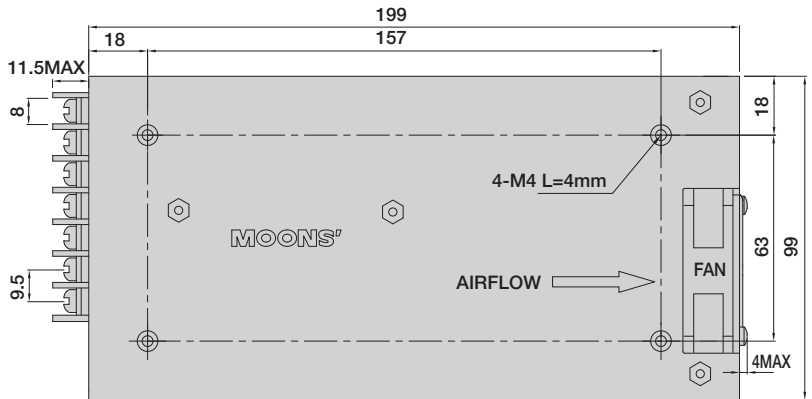 199
18
157
11.5MAX
8
18
4-M4 L=4mm
MOONS'
63
99
AIRFLOW
FAN
9.5
4MAX